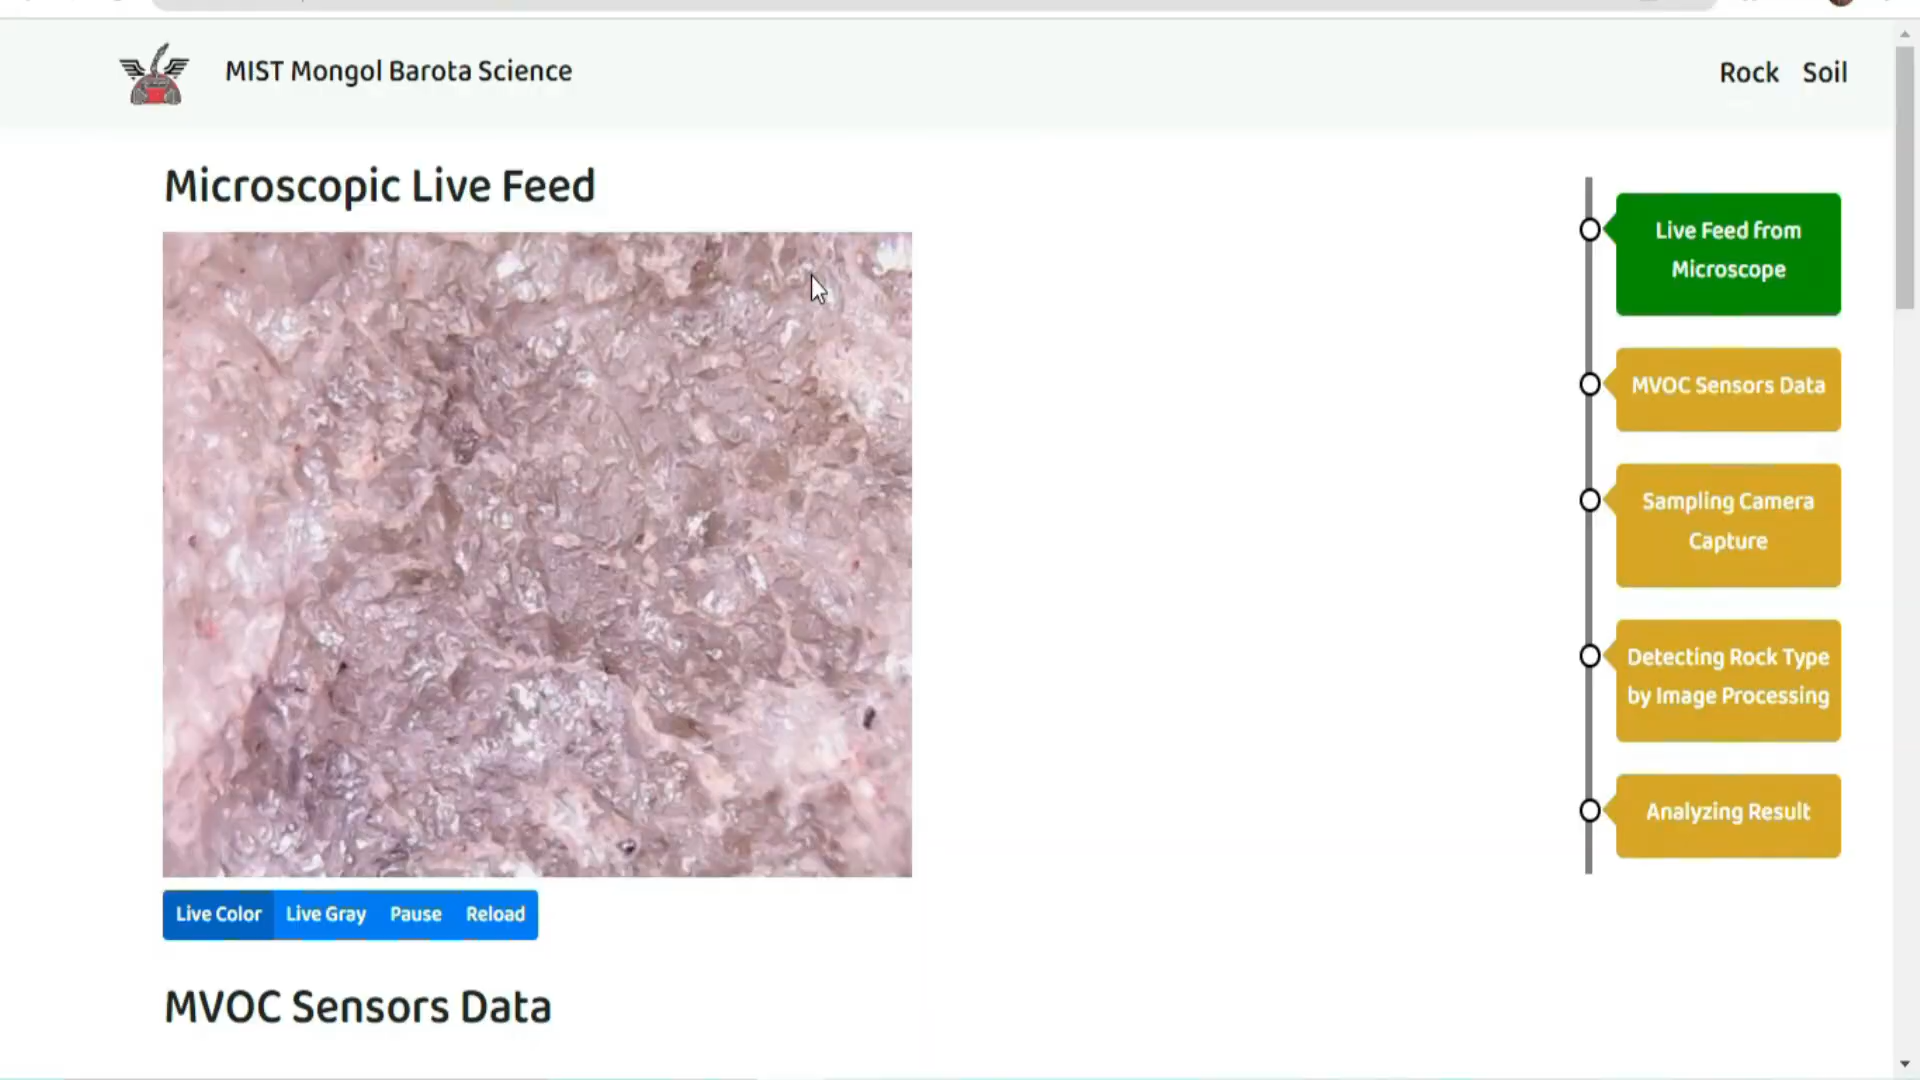 MIST Mongol Barota Science
Rock Soil
Microscopic Live Feed
Live Feed from
Microscope
MVOC Sensors Data
Sampling Camera
Capture
Detecting Rock Type
by Image Processing
Analyzing Result
Live Color Live Gray Pause Reload
MVOC Sensors Data